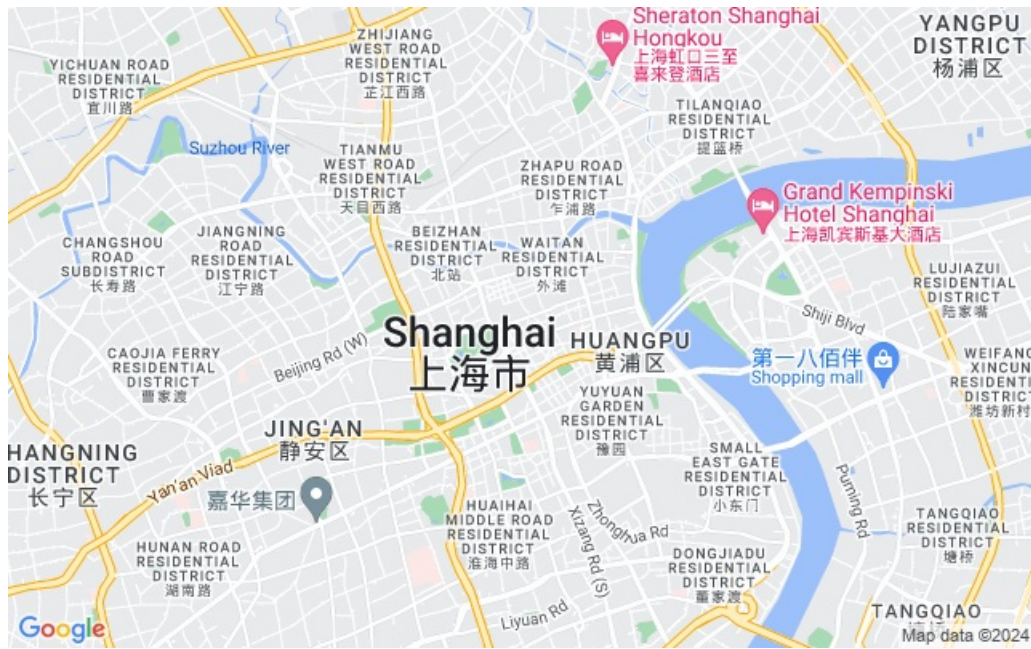 Sheraton Shanghai
Hongkou
上海虹口三至
喜来登酒店
YANGPU
DISTRICT
杨浦区
ZHIJIANG
WEST ROAD
RESIDENTIAL
DISTRICT
芷江西路
YICHUAN ROAD
RESIDENTIAL
DISTRICT
宜川路
TILANQIAO
RESIDENTIAL
DISTRICT
提篮桥
Suzhou River
TIANMU
WEST ROAD
RESIDENTIAL
DISTRICT
天目西路
ZHAPU ROAD
RESIDENTIAL
DISTRICT
乍浦路
Grand Kempinski
Hotel Shanghai
上海凯宾斯基大酒店
CHANGSHOU
ROAD
SUBDISTRICT
长寿路
JIANGNING
ROAD
RESIDENTIAL
DISTRICT
江宁路
BEIZHAN
RESIDENTIAL
DISTRICT
北站
WAITAN
RESIDENTIAL
DISTRICT
外滩
LUJIAZUI
RESIDENTIAL
DISTRICT
陆家嘴
Shiji Blvd
Shanghai
上海市
HUANGPU
黄浦区
Beijing Rd (W)
CAOJIA FERRY
RESIDENTIAL
DISTRICT
曹家渡
第一八佰伴
Shopping mall
WEIFANG
XINCUN
RESIDENTI
DISTRICT
潍坊新村
YUYUAN
GARDEN
RESIDENTIAL
DISTRICT
豫园
JING'AN
静安区
HANGNING
DISTRICT
长宁区
Yan'an Viad
嘉华集团
SMALL
EAST GATE
RESIDENTIAL
DISTRICT
小东门
Puming Rd
HUAIHAI
MIDDLE ROAD
RESIDENTIAL
DISTRICT
淮海中路
Xizang Rd (S)
Zhonghua Rd
TANGQIAO
RESIDENTIAL
DISTRICT
塘桥
HUNAN ROAD
RESIDENTIAL
DISTRICT
湖南路
DONGJIADU
RESIDENTIAL
DISTRICT
董家渡
Liyuan Rd
TANGQIAO
Google
Map data ©2024